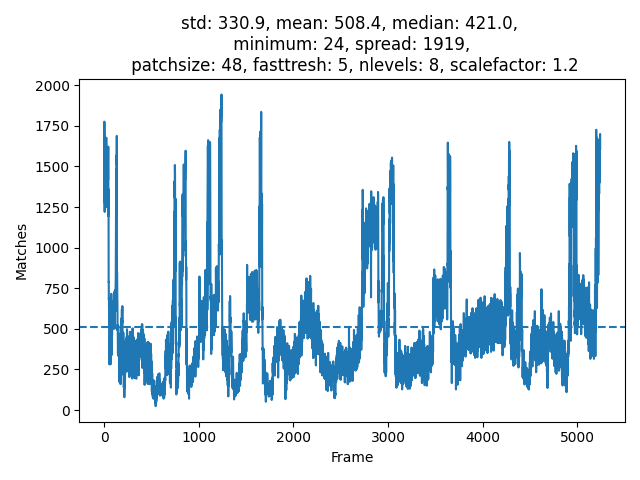 std: 330.9, mean: 508.4, median: 421.0,
minimum: 24, spread: 1919,
patchsize: 48, fasttresh: 5, nlevels: 8, scalefactor: 1.2
2000
1750
1500
1250
1000
750
500
250
0
Matches
0 1000 2000 3000 4000 5000
Frame